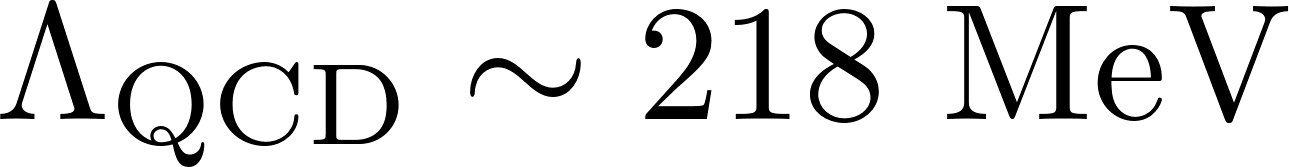 Λ_QCD ∼ 218 MeV